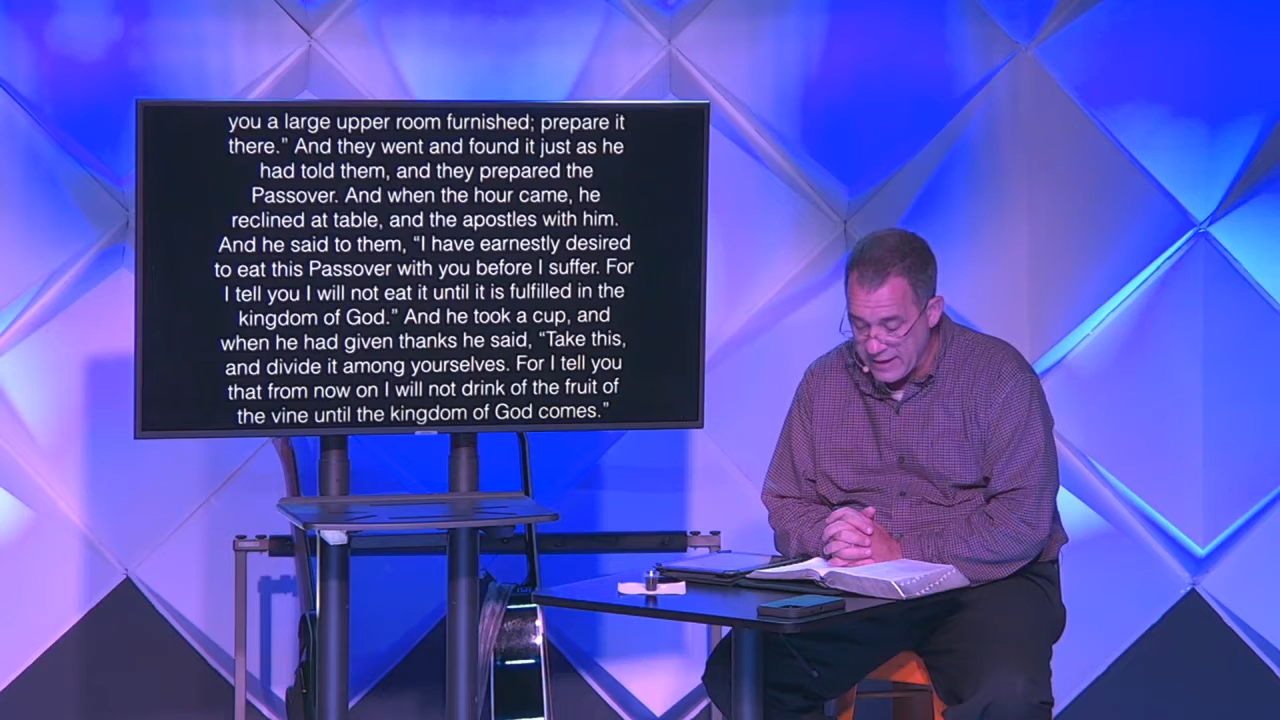 you a large upper room furnished; prepare it
there.” And they went and found it just as he
had told them, and they prepared the
Passover. And when the hour came, he
reclined at table, and the apostles with him.
And he said to them, “I have earnestly desired
to eat this Passover with you before I suffer. For
I tell you I will not eat it until it is fulfilled in the
kingdom of God.” And he took a cup, and
when he had given thanks he said, “Take this,
and divide it among yourselves. For I tell you
that from now on I will not drink of the fruit of
the vine until the kingdom of God comes.”